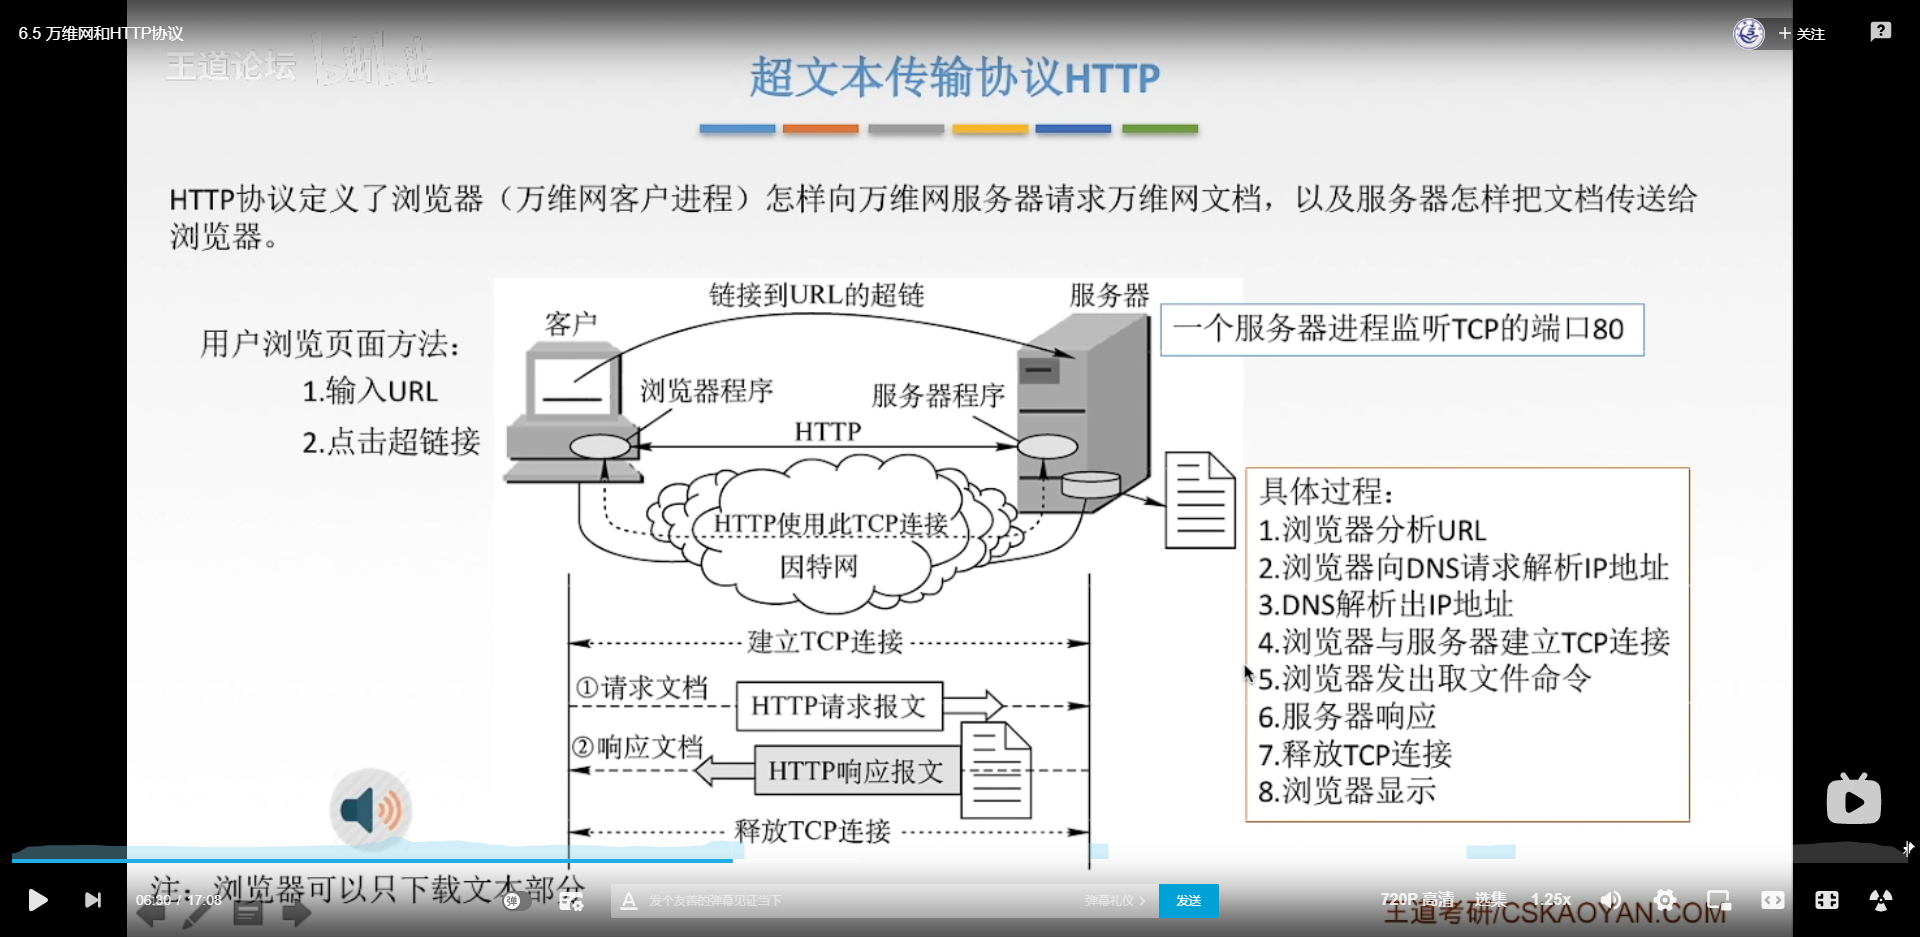 6.5 万维网和HTTP协议
+ 关注
王道论坛 bilibili
超文本传输协议HTTP
HTTP协议定义了浏览器（万维网客户进程）怎样向万维网服务器请求万维网文档，以及服务器怎样把文档传送给
浏览器。
用户浏览页面方法：
1.输入URL
2.点击超链接
链接到URL的超链
客户
服务器
浏览器程序
服务器程序
HTTP
HTTP使用此TCP连接
因特网
建立TCP连接
①请求文档
HTTP请求报文
②响应文档
HTTP响应报文
释放TCP连接
一个服务器进程监听TCP的端口80
具体过程：
1.浏览器分析URL
2.浏览器向DNS请求解析IP地址
3.DNS解析出IP地址
4.浏览器与服务器建立TCP连接
5.浏览器发出取文件命令
6.服务器响应
7.释放TCP连接
8.浏览器显示
注：浏览器可以只下载文本部分
06:30 / 17:08
弹
A 发个友善的弹幕见证当下
弹幕礼仪 >
发送
720P 高清
选集
1.25x
王道考研/CSKAOYAN.COM